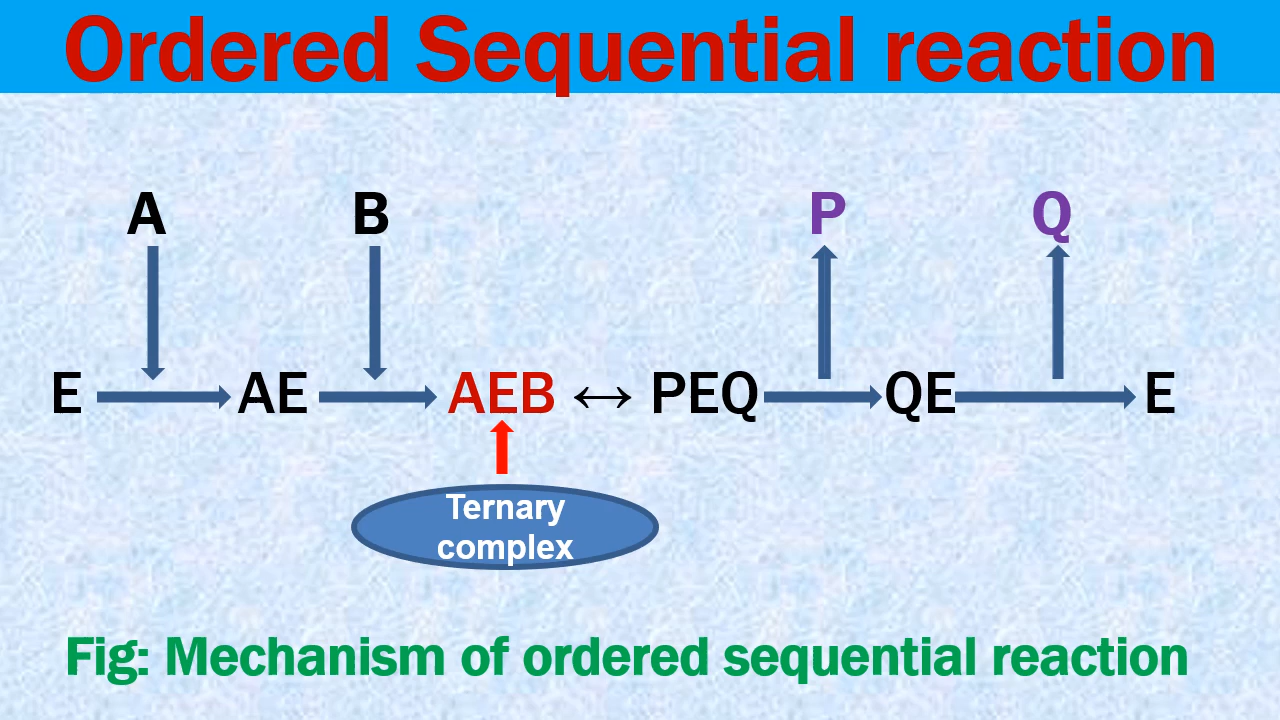 Ordered Sequential reaction
A B P Q
E AE AEB ↔ PEQ QE E
Ternary
complex
Fig: Mechanism of ordered sequential reaction